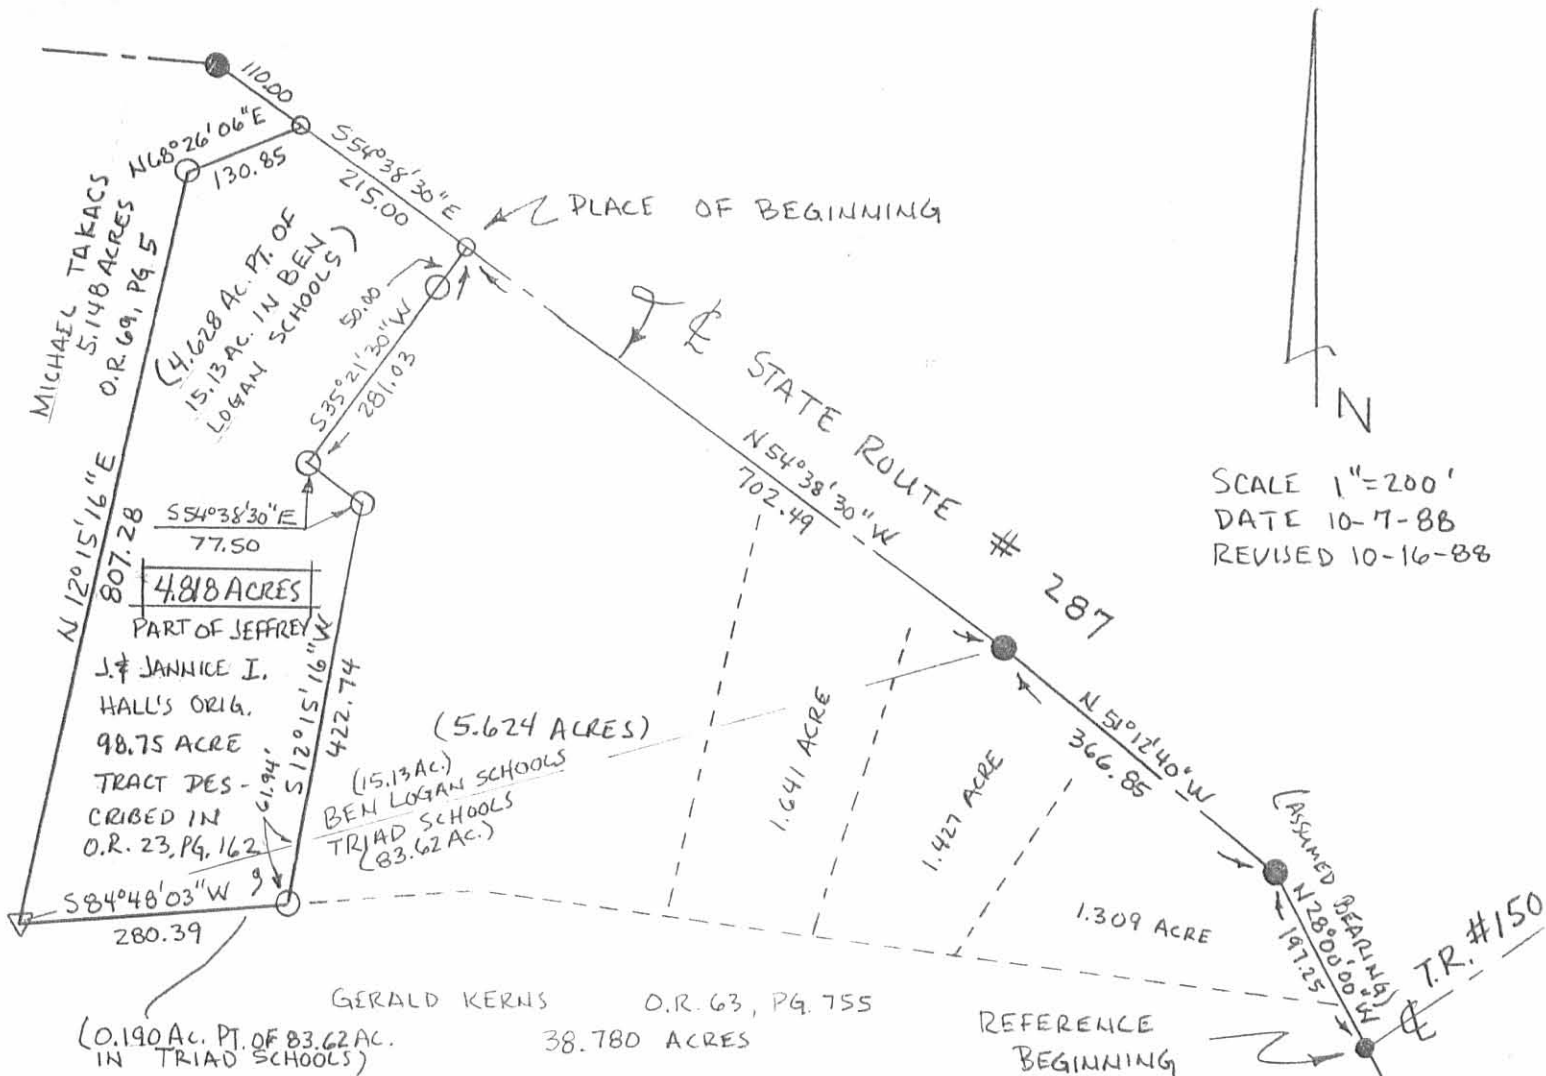 110.00
N68°26'06"E
130.85
S54°38'30"E
215.00
PLACE OF BEGINNING
MICHAEL TAKACS
5.148 ACRES
O.R. 69, PG. 5
(4.628 AC. PT. OF
15.13 AC. IN BEN
LOGAN SCHOOLS)
50.00
S35°21'30"W
281.03
N 12°15'16"E
807.28
S54°38'30"E
77.50
4.818 ACRES
PART OF JEFFREY
J. & JANNICE I.
HALL'S ORIG.
98.75 ACRE
TRACT DES-
CRIBED IN
O.R. 23, PG. 162
S12°15'16"W
422.74
61.94'
S84°48'03"W
280.39
(0.190 AC. PT. OF 83.62 AC.
IN TRIAD SCHOOLS)
(5.624 ACRES)
(15.13 AC.)
BEN LOGAN SCHOOLS
TRIAD SCHOOLS
(83.62 AC.)
℄ STATE ROUTE # 287
N 54°38'30"W
702.49
N
SCALE 1"=200'
DATE 10-7-88
REVISED 10-16-88
1.641 ACRE
1.427 ACRE
N 51°12'40"W
366.85
1.309 ACRE
(ASSUMED BEARING)
N28°00'00"W
197.25
℄ T.R. #150
GERALD KERNS O.R. 63, PG. 755
38.780 ACRES
REFERENCE
BEGINNING